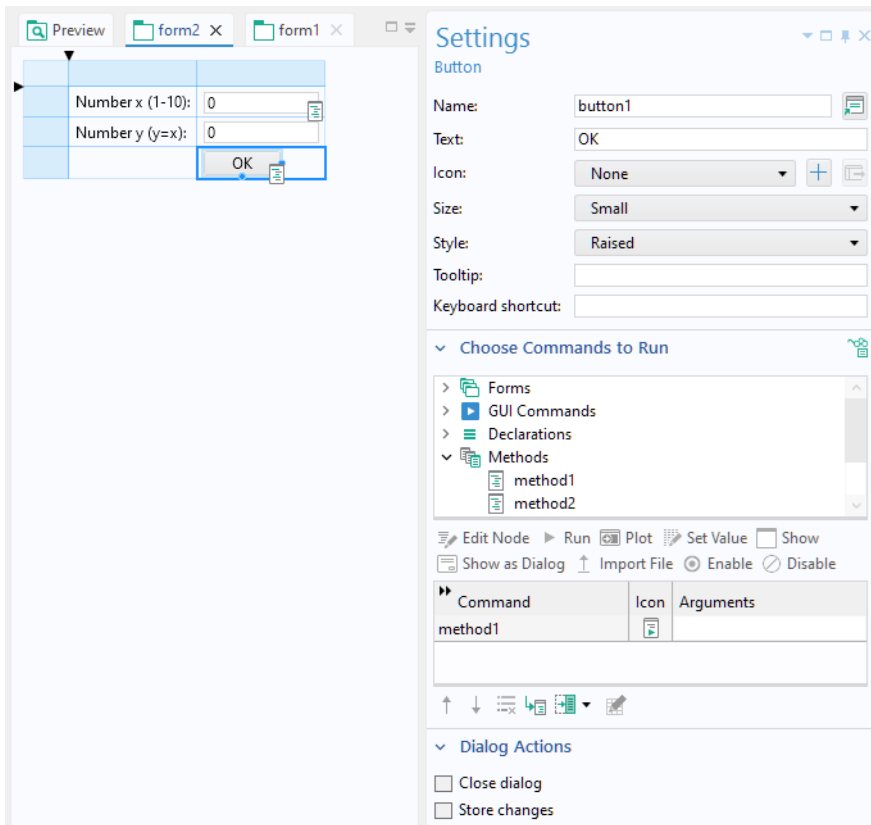 Preview form2 form1
Number x (1-10): 0
Number y (y=x): 0
OK
Settings
Button
Name: button1
Text: OK
Icon: None
Size: Small
Style: Raised
Tooltip:
Keyboard shortcut:
Choose Commands to Run
Forms
GUI Commands
Declarations
Methods
method1
method2
Edit Node Run Plot Set Value Show
Show as Dialog Import File Enable Disable
Command Icon Arguments
method1
Dialog Actions
Close dialog
Store changes